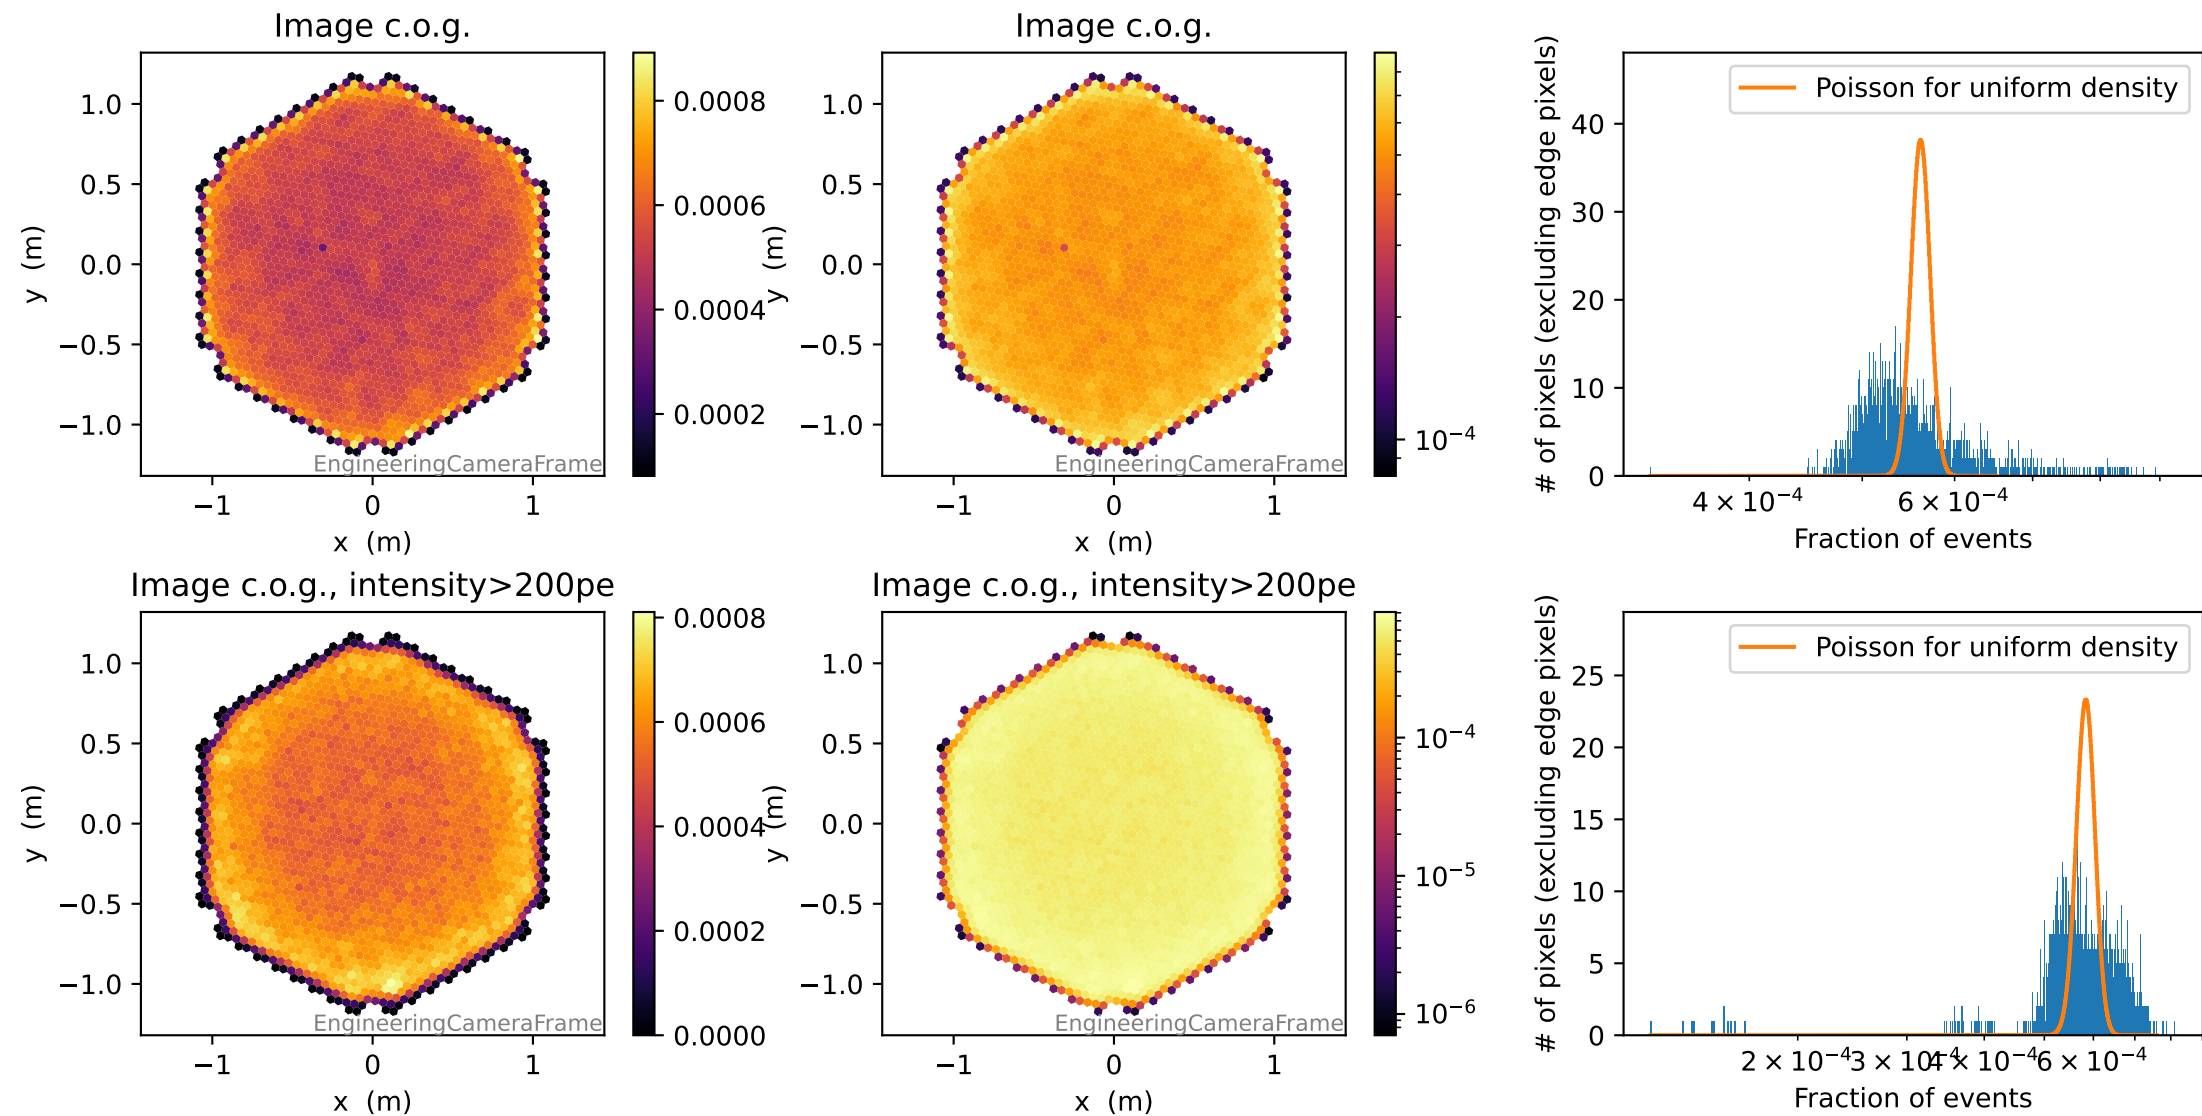 Image c.o.g.
1.0
0.5
0.0
−0.5
−1.0
y (m)
−1
0
1
x (m)
EngineeringCameraFrame
0.0008
0.0006
0.0004
0.0002
Image c.o.g.
1.0
0.5
0.0
−0.5
−1.0
y (m)
−1
0
1
x (m)
EngineeringCameraFrame
10⁻⁴
Poisson for uniform density
# of pixels (excluding edge pixels)
40
30
20
10
0
4 × 10⁻⁴
6 × 10⁻⁴
Fraction of events
Image c.o.g., intensity>200pe
1.0
0.5
0.0
−0.5
−1.0
y (m)
−1
0
1
x (m)
EngineeringCameraFrame
0.0008
0.0006
0.0004
0.0002
0.0000
Image c.o.g., intensity>200pe
1.0
0.5
0.0
−0.5
−1.0
y (m)
−1
0
1
x (m)
EngineeringCameraFrame
10⁻⁴
10⁻⁵
10⁻⁶
Poisson for uniform density
# of pixels (excluding edge pixels)
25
20
15
10
5
0
2 × 10⁻⁴
3 × 10⁻⁴
4 × 10⁻⁴
6 × 10⁻⁴
Fraction of events